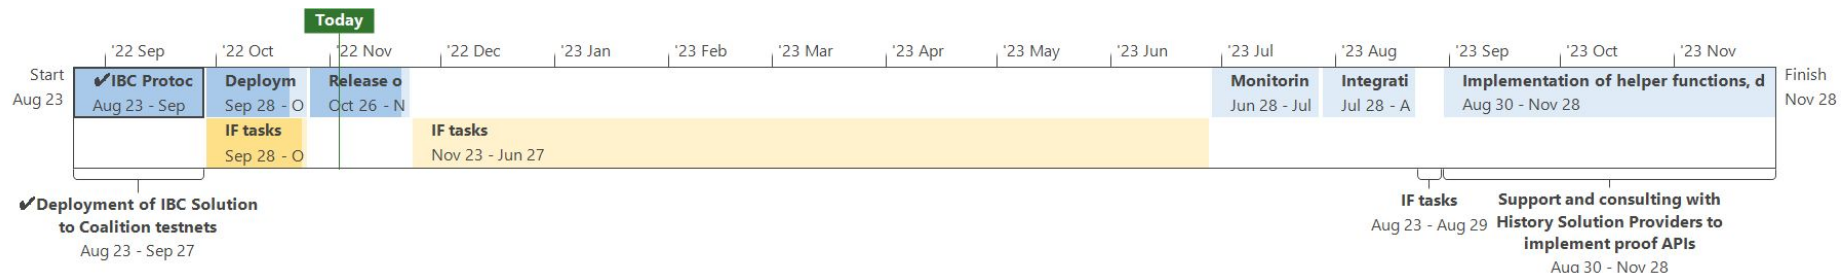 Today
'22 Sep '22 Oct '22 Nov '22 Dec '23 Jan '23 Feb '23 Mar '23 Apr '23 May '23 Jun '23 Jul '23 Aug '23 Sep '23 Oct '23 Nov
Start
Aug 23
✔IBC Protoc
Aug 23 - Sep
Deploym
Sep 28 - O
Release o
Oct 26 - N
Monitorin
Jun 28 - Jul
Integrati
Jul 28 - A
Implementation of helper functions, d
Aug 30 - Nov 28
Finish
Nov 28
IF tasks
Sep 28 - O
IF tasks
Nov 23 - Jun 27
✔Deployment of IBC Solution
to Coalition testnets
Aug 23 - Sep 27
IF tasks
Aug 23 - Aug 29
Support and consulting with
History Solution Providers to
implement proof APIs
Aug 30 - Nov 28